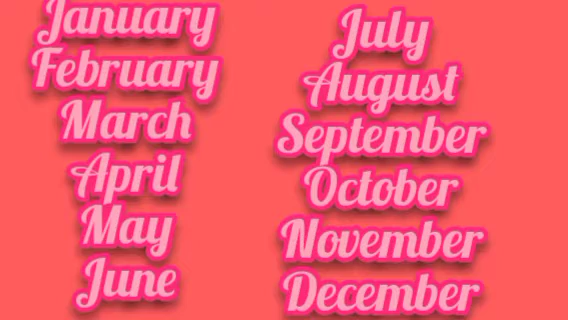 January
February
March
April
May
June
July
August
September
October
November
December